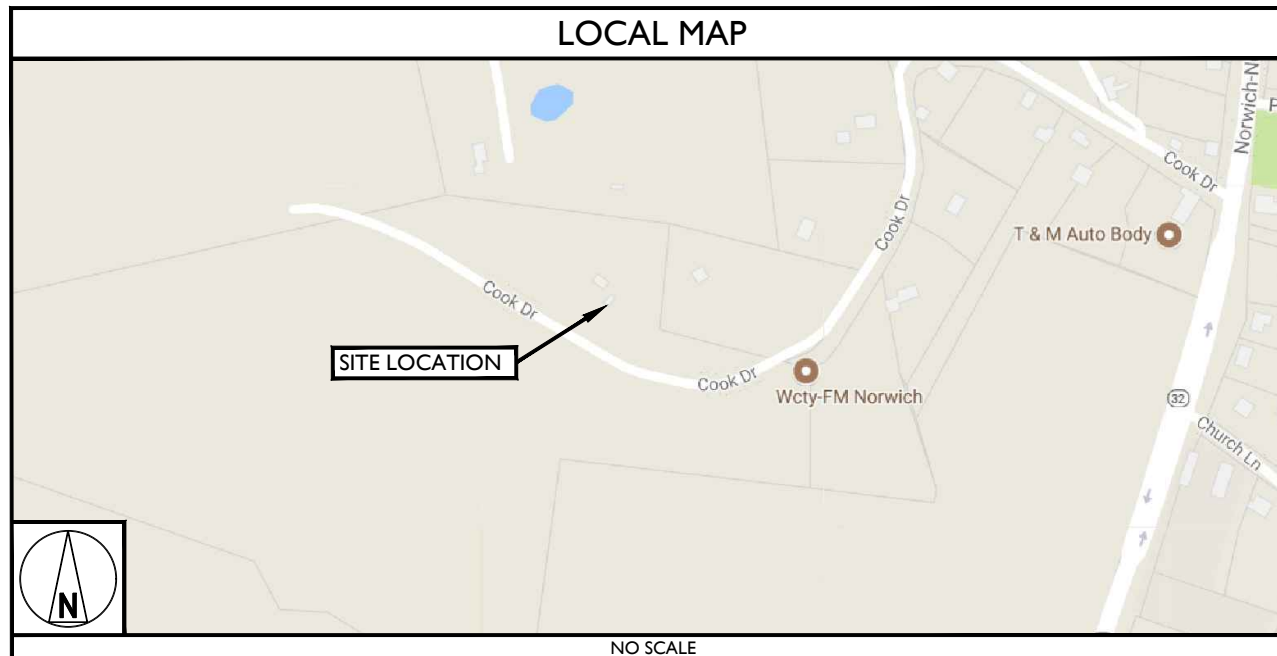 LOCAL MAP
Norwich-N
Cook Dr
Cook Dr
T & M Auto Body
Cook Dr
SITE LOCATION
Cook Dr
Wcty-FM Norwich
32
Church Ln
N
NO SCALE